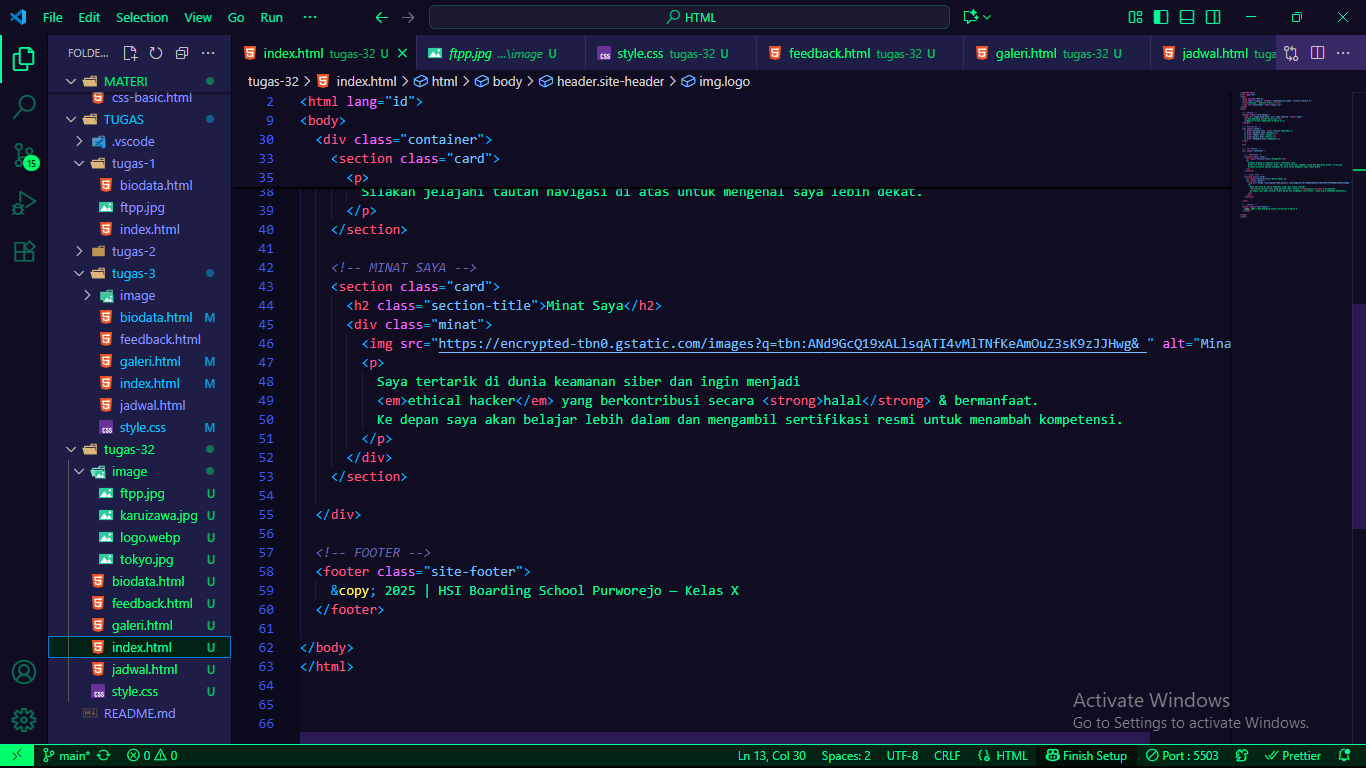 File Edit Selection View Go Run ··· HTML
FOLDE...
MATERI
css-basic.html
TUGAS
.vscode
tugas-1
biodata.html
ftpp.jpg
index.html
tugas-2
tugas-3
image
biodata.html M
feedback.html
galeri.html M
index.html M
jadwal.html
style.css M
tugas-32
image
ftpp.jpg U
karuizawa.jpg U
logo.webp U
tokyo.jpg U
biodata.html U
feedback.html U
galeri.html U
index.html U
jadwal.html U
style.css U
README.md
15
index.html tugas-32 U ftpp.jpg ...\image U style.css tugas-32 U feedback.html tugas-32 U galeri.html tugas-32 U jadwal.html tuga
tugas-32 > index.html > html > body > header.site-header > img.logo
2 <html lang="id">
9 <body>
30 <div class="container">
33 <section class="card">
35 <p>
38 Silakan jelajahi tautan navigasi di atas untuk mengenal saya lebih dekat.
39 </p>
40 </section>
41
42 <!-- MINAT SAYA -->
43 <section class="card">
44 <h2 class="section-title">Minat Saya</h2>
45 <div class="minat">
46 <img src="https://encrypted-tbn0.gstatic.com/images?q=tbn:ANd9GcQ19xALlsqATI4vMlTNfKeAmOuZ3sK9zJJHwg& " alt="Mina
47 <p>
48 Saya tertarik di dunia keamanan siber dan ingin menjadi
49 <em>ethical hacker</em> yang berkontribusi secara <strong>halal</strong> & bermanfaat.
50 Ke depan saya akan belajar lebih dalam dan mengambil sertifikasi resmi untuk menambah kompetensi.
51 </p>
52 </div>
53 </section>
54
55 </div>
56
57 <!-- FOOTER -->
58 <footer class="site-footer">
59 &copy; 2025 | HSI Boarding School Purworejo — Kelas X
60 </footer>
61
62 </body>
63 </html>
64
65
66
Activate Windows
Go to Settings to activate Windows.
main* 0 0 Ln 13, Col 30 Spaces: 2 UTF-8 CRLF HTML Finish Setup Port : 5503 Prettier